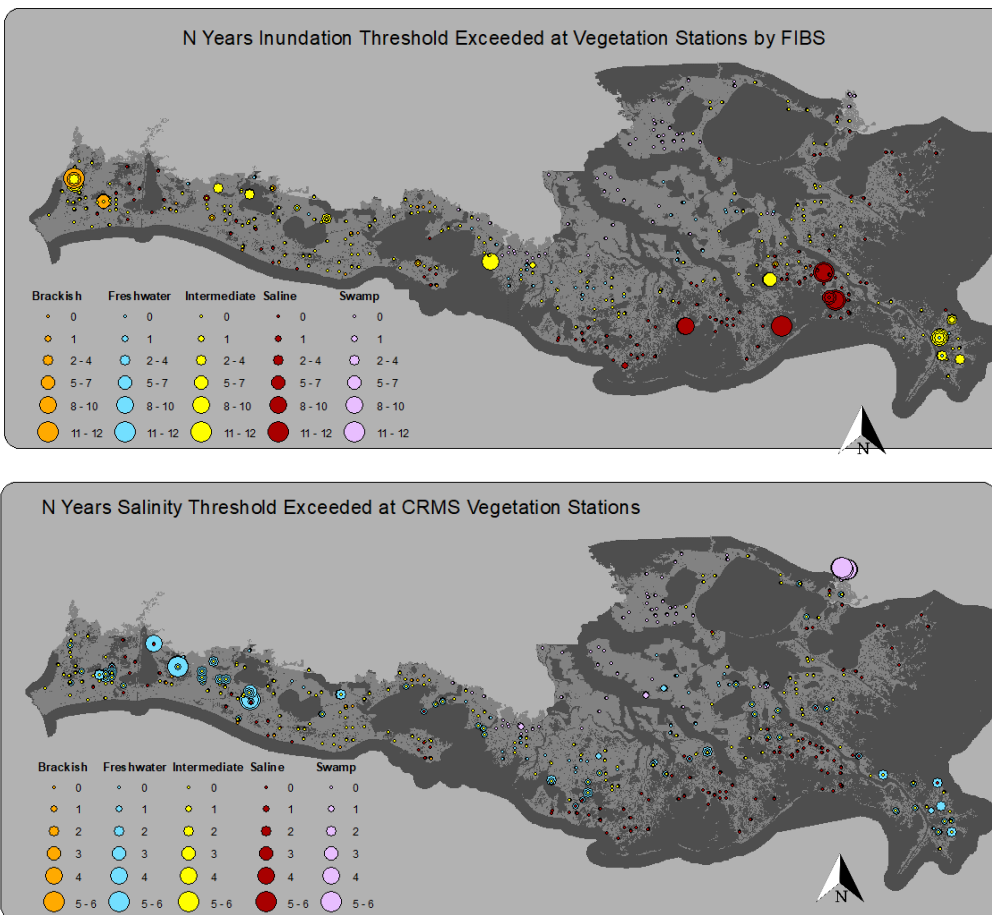 N Years Inundation Threshold Exceeded at Vegetation Stations by FIBS
Brackish Freshwater Intermediate Saline Swamp
0 0 0 0 0
1 1 1 1 1
2 - 4 2 - 4 2 - 4 2 - 4 2 - 4
5 - 7 5 - 7 5 - 7 5 - 7 5 - 7
8 - 10 8 - 10 8 - 10 8 - 10 8 - 10
11 - 12 11 - 12 11 - 12 11 - 12 11 - 12
N
N Years Salinity Threshold Exceeded at CRMS Vegetation Stations
Brackish Freshwater Intermediate Saline Swamp
0 0 0 0 0
1 1 1 1 1
2 2 2 2 2
3 3 3 3 3
4 4 4 4 4
5 - 6 5 - 6 5 - 6 5 - 6 5 - 6
N